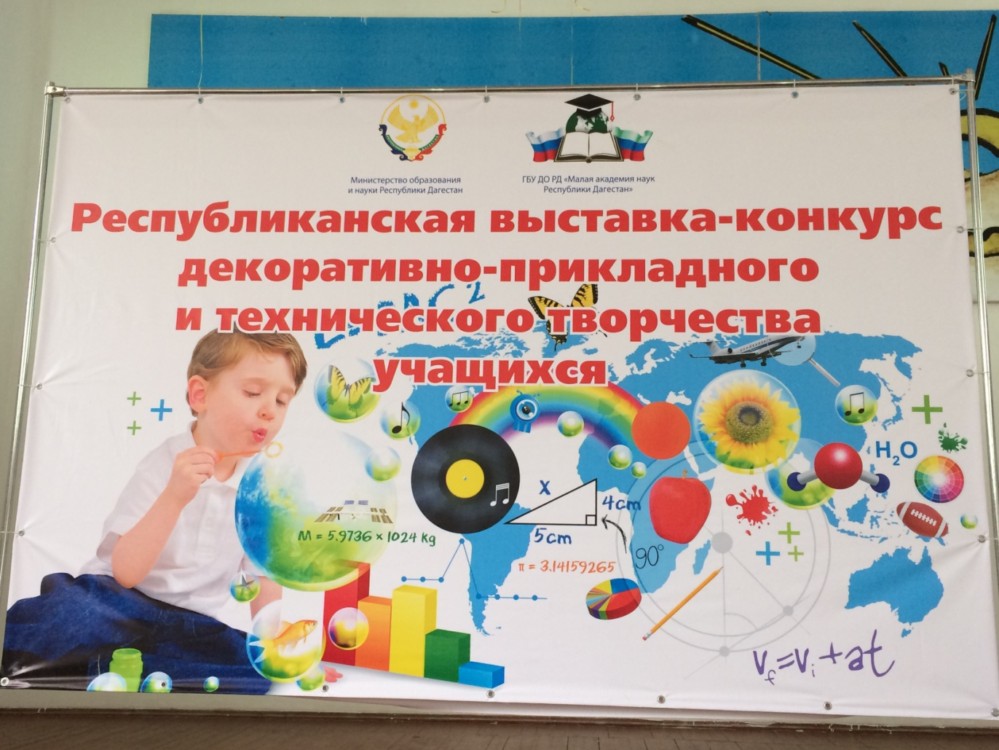 Министерство образования
и науки Республики Дагестан
ГБУ ДО РД «Малая академия наук
Республики Дагестан»
Республиканская выставка-конкурс
декоративно-прикладного
и технического творчества
учащихся
H₂O
x
4cm
5cm
90°
M = 5.9736 × 1024 kg
π = 3.14159265
v_f = v_i + at